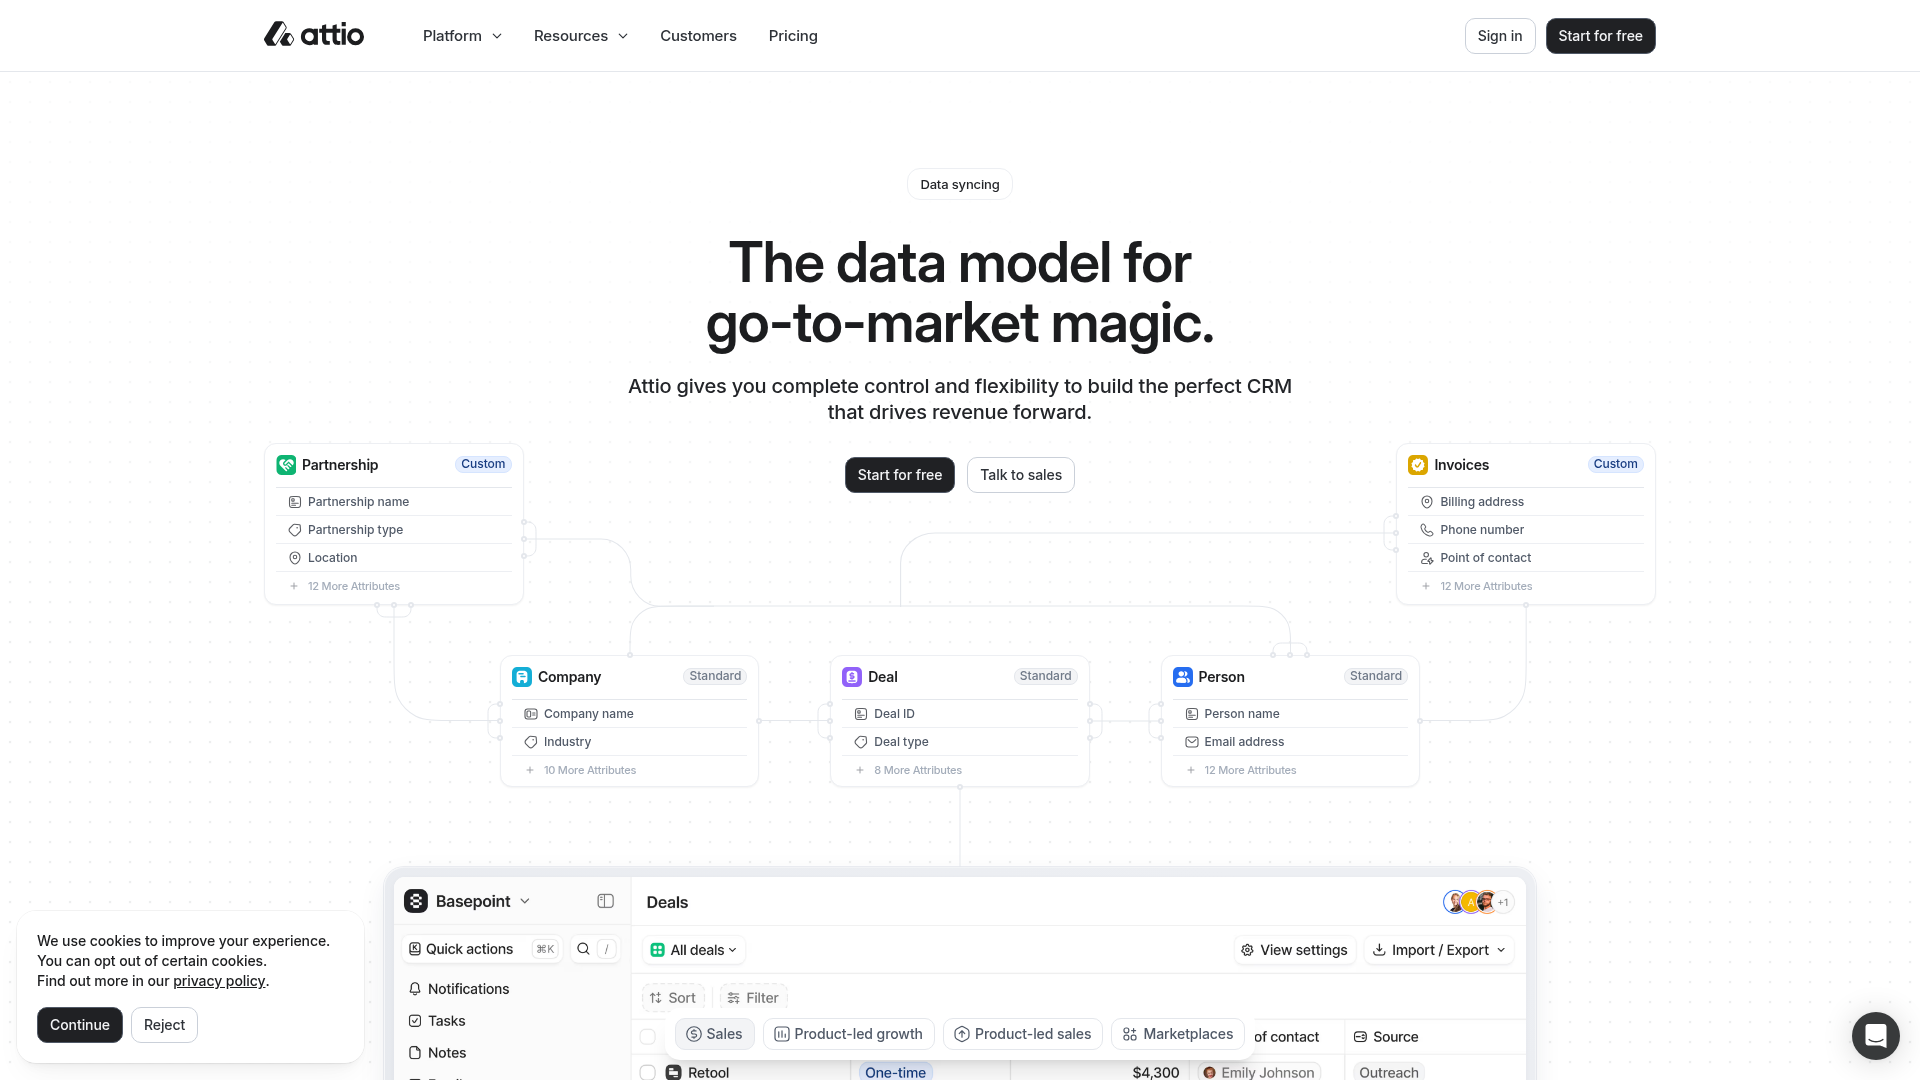 attio
Platform
Resources
Customers
Pricing
Sign in
Start for free
Data syncing
The data model for
go-to-market magic.
Attio gives you complete control and flexibility to build the perfect CRM
that drives revenue forward.
Start for free
Talk to sales
Partnership
Custom
Partnership name
Partnership type
Location
12 More Attributes
Invoices
Custom
Billing address
Phone number
Point of contact
12 More Attributes
Company
Standard
Company name
Industry
10 More Attributes
Deal
Standard
Deal ID
Deal type
8 More Attributes
Person
Standard
Person name
Email address
12 More Attributes
Basepoint
Quick actions
⌘K
/
Notifications
Tasks
Notes
Deals
A
+1
All deals
View settings
Import / Export
Sort
Filter
Sales
Product-led growth
Product-led sales
Marketplaces
of contact
Source
Retool
One-time
$4,300
Emily Johnson
Outreach
We use cookies to improve your experience.
You can opt out of certain cookies.
Find out more in our privacy policy.
Continue
Reject